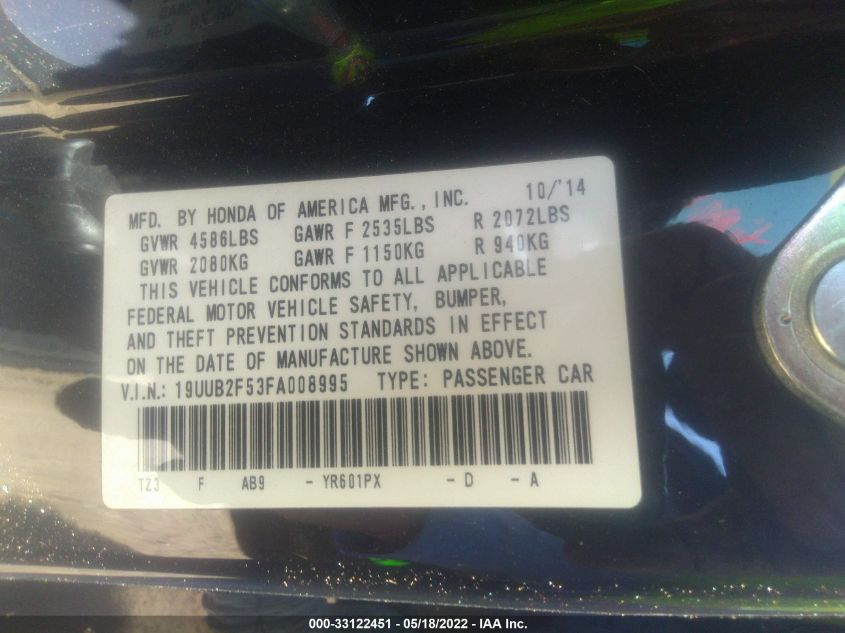 MFD. BY HONDA OF AMERICA MFG., INC. 10/'14
GVWR 4586LBS GAWR F 2535LBS R 2072LBS
GVWR 2080KG GAWR F 1150KG R 940KG
THIS VEHICLE CONFORMS TO ALL APPLICABLE
FEDERAL MOTOR VEHICLE SAFETY, BUMPER,
AND THEFT PREVENTION STANDARDS IN EFFECT
ON THE DATE OF MANUFACTURE SHOWN ABOVE.
V.I.N.: 19UUB2F53FA008995 TYPE: PASSENGER CAR
TZ3 F AB9 - YR601PX - D - A
000-33122451 - 05/18/2022 - IAA Inc.